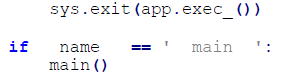 sys.exit(app.exec_())
if   name   == '  main  ':
main()